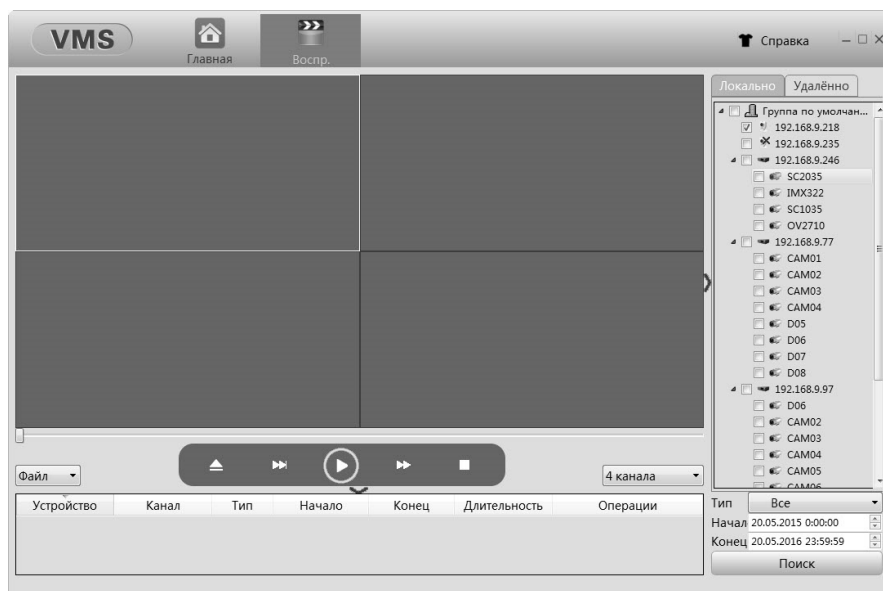 VMS
Главная
Воспр.
Справка
Локально Удалённо
Группа по умолчан...
192.168.9.218
192.168.9.235
192.168.9.246
SC2035
IMX322
SC1035
OV2710
192.168.9.77
CAM01
CAM02
CAM03
CAM04
D05
D06
D07
D08
192.168.9.97
D06
CAM02
CAM03
CAM04
CAM05
CAM06
Файл
4 канала
Устройство Канал Тип Начало Конец Длительность Операции
Тип Все
Начал 20.05.2015 0:00:00
Конец 20.05.2016 23:59:59
Поиск